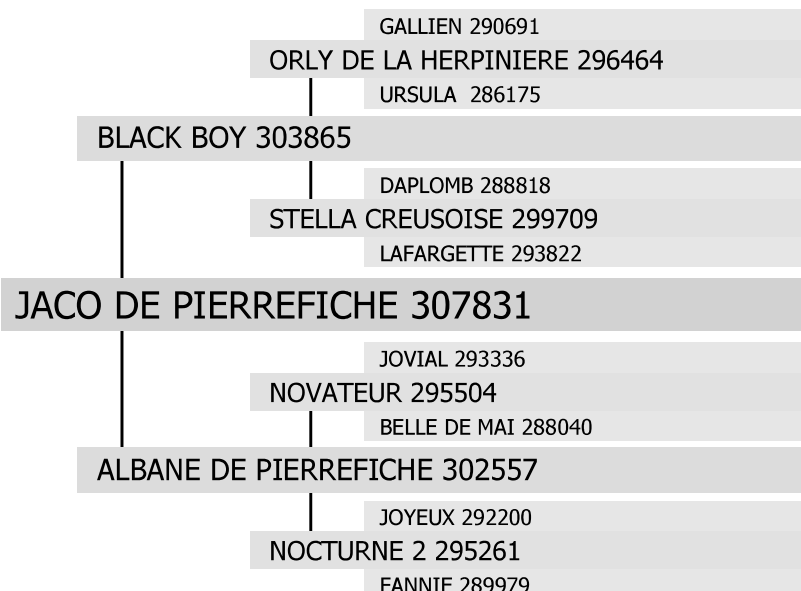 GALLIEN 290691
ORLY DE LA HERPINIERE 296464
URSULA  286175
BLACK BOY 303865
DAPLOMB 288818
STELLA CREUSOISE 299709
LAFARGETTE 293822
JACO DE PIERREFICHE 307831
JOVIAL 293336
NOVATEUR 295504
BELLE DE MAI 288040
ALBANE DE PIERREFICHE 302557
JOYEUX 292200
NOCTURNE 2 295261
FANNIE 289979